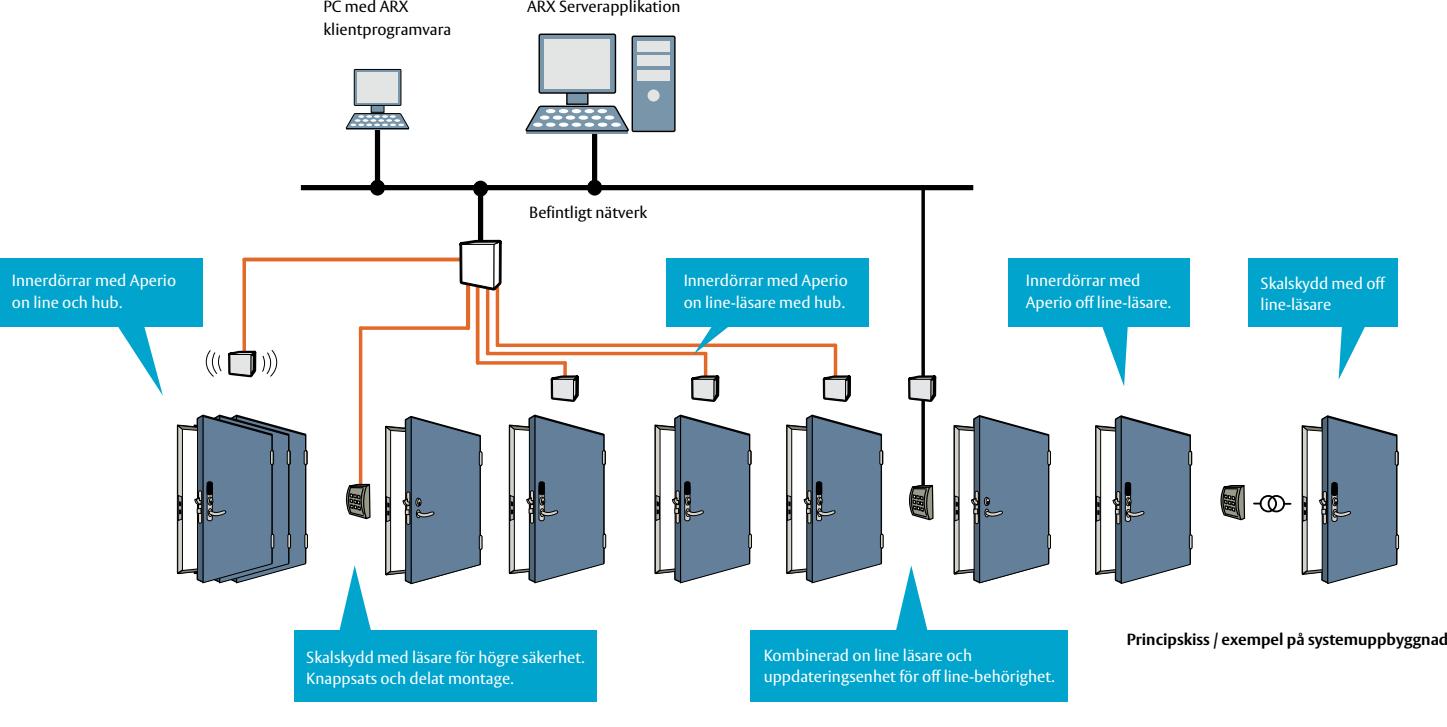 PC med ARX
klientprogramvara
ARX Serverapplikation
Befintligt nätverk
Innerdörrar med Aperio
on line och hub.
Innerdörrar med Aperio
on line-läsare med hub.
Innerdörrar med
Aperio off line-läsare.
Skalskydd med off
line-läsare
Skalskydd med läsare för högre säkerhet.
Knappsats och delat montage.
Kombinerad on line läsare och
uppdateringsenhet för off line-behörighet.
Principskiss / exempel på systemuppbyggnad